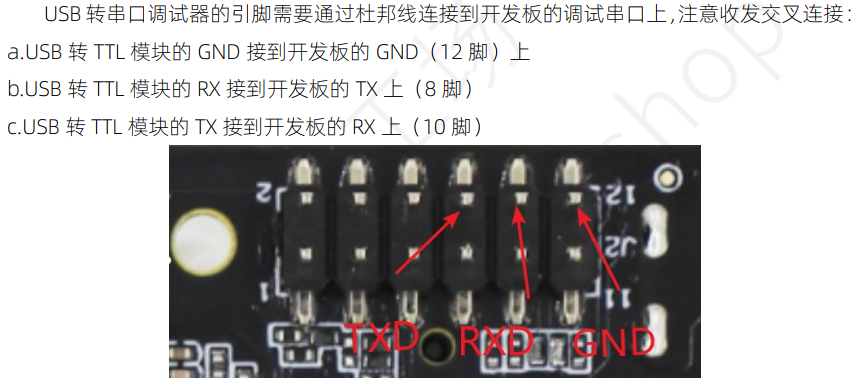 USB 转串口调试器的引脚需要通过杜邦线连接到开发板的调试串口上,注意收发交叉连接：
a.USB 转 TTL 模块的 GND 接到开发板的 GND（12 脚）上
b.USB 转 TTL 模块的 RX 接到开发板的 TX 上（8 脚）
c.USB 转 TTL 模块的 TX 接到开发板的 RX 上（10 脚）
2
12
J2
1
11
TXD
RXD
GND
shop